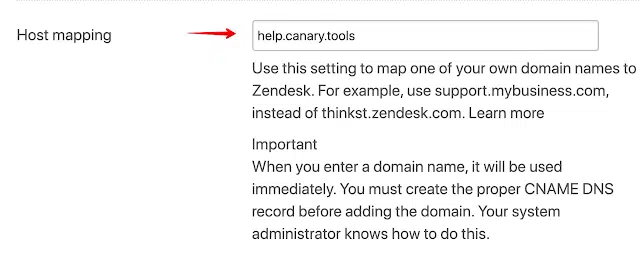 Host mapping
help.canary.tools
Use this setting to map one of your own domain names to
Zendesk. For example, use support.mybusiness.com,
instead of thinkst.zendesk.com. Learn more
Important
When you enter a domain name, it will be used
immediately. You must create the proper CNAME DNS
record before adding the domain. Your system
administrator knows how to do this.